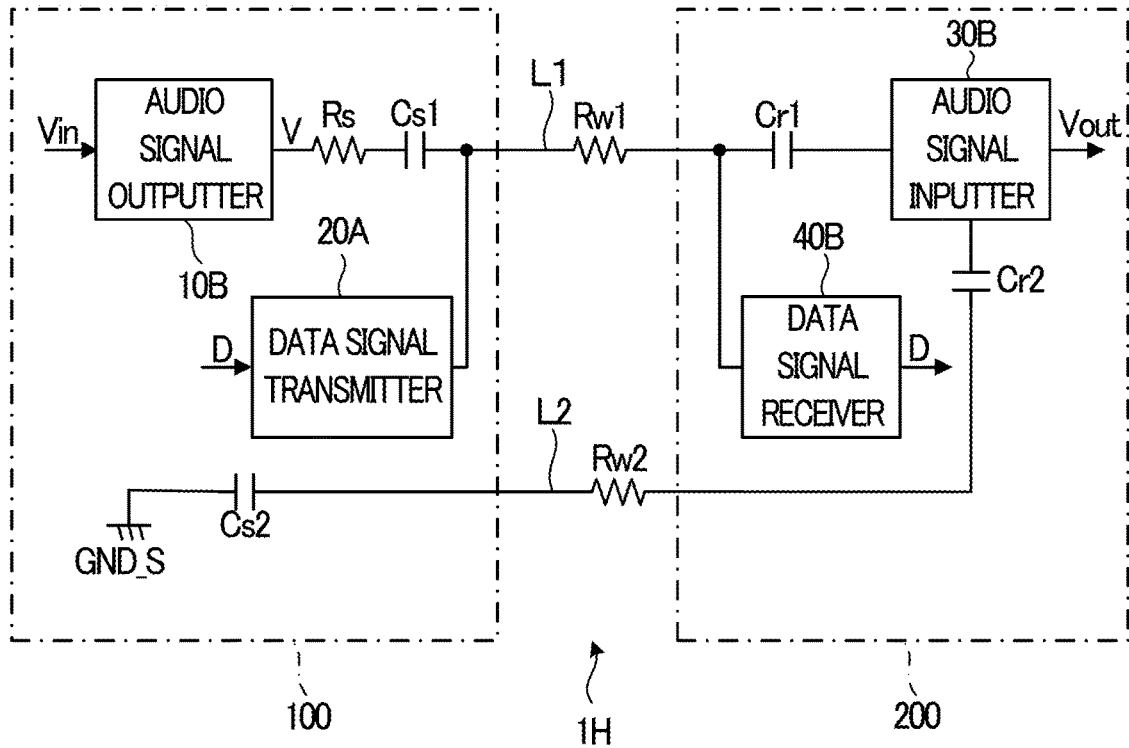 30B
L1
Vin
AUDIO
SIGNAL
OUTPUTTER
V
Rs
Cs1
Rw1
Cr1
AUDIO
SIGNAL
INPUTTER
Vout
10B
20A
40B
Cr2
D
DATA SIGNAL
TRANSMITTER
DATA
SIGNAL
RECEIVER
D
L2
Rw2
Cs2
GND_S
100
1H
200